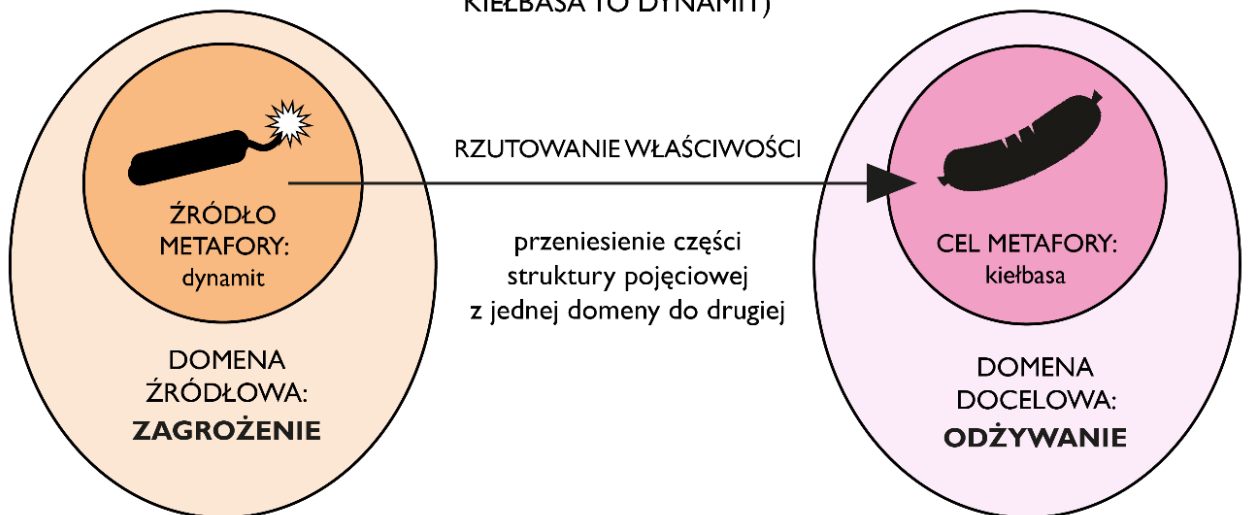 KIEŁBASA TO DYNAMIT)
RZUTOWANIE WŁAŚCIWOŚCI
przeniesienie części
struktury pojęciowej
z jednej domeny do drugiej
ŹRÓDŁO
METAFORY:
dynamit
DOMENA
ŹRÓDŁOWA:
ZAGROŻENIE
CEL METAFORY:
kiełbasa
DOMENA
DOCELOWA:
ODŻYWANIE